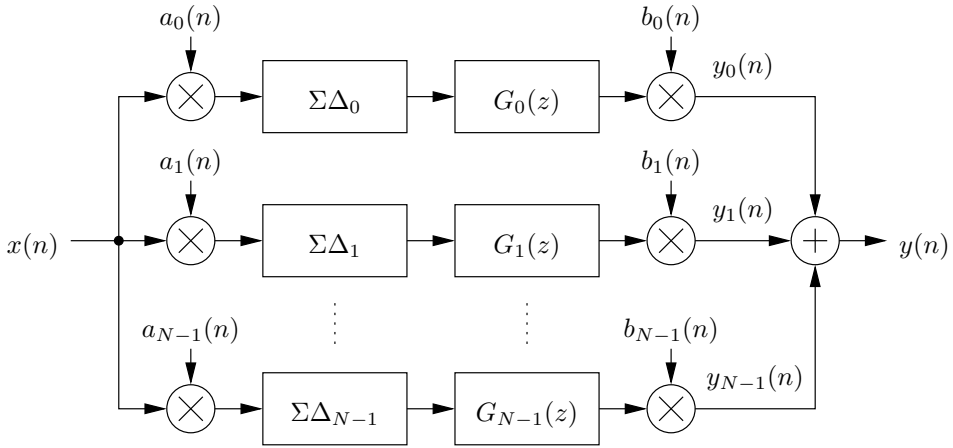 a_0(n)
b_0(n)
ΣΔ_0
G_0(z)
y_0(n)
a_1(n)
b_1(n)
x(n)
ΣΔ_1
G_1(z)
y_1(n)
+
y(n)
a_{N−1}(n)
b_{N−1}(n)
ΣΔ_{N−1}
G_{N−1}(z)
y_{N−1}(n)